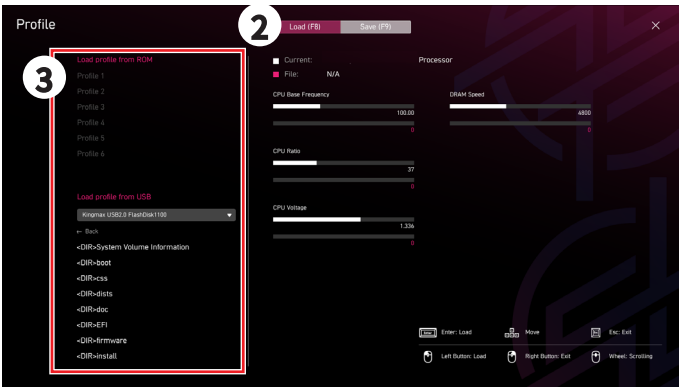 Profile
2
Load (F8)
Save (F9)
3
Load profile from ROM
Profile 1
Profile 2
Profile 3
Profile 4
Profile 5
Profile 6
Load profile from USB
Kingmax USB2.0 FlashDisk1100
← Back
<DIR>System Volume Information
<DIR>boot
<DIR>css
<DIR>dists
<DIR>doc
<DIR>EFI
<DIR>firmware
<DIR>install
Current:
File: N/A
Processor
CPU Base Frequency
100.00
0
DRAM Speed
4800
0
CPU Ratio
37
0
CPU Voltage
1.336
0
Enter: Load
Move
Esc: Exit
Left Button: Load
Right Button: Exit
Wheel: Scrolling